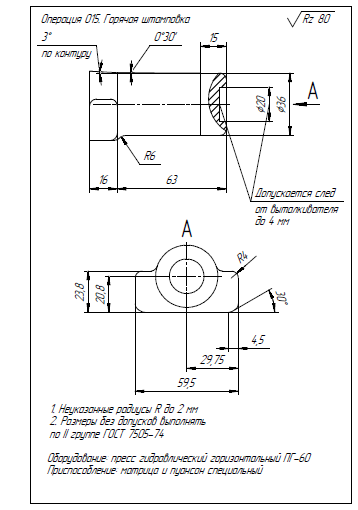 Операция 015. Горячая штамповка
Rz 80
3°
по контуру
0°30'
15
⌀20
⌀36
А
R6
16
63
Допускается след
от выталкивателя
до 4 мм
А
R4
23,8
20,8
30°
4,5
29,75
59,5
1. Неуказанные радиусы R до 2 мм
2. Размеры без допусков выполнять
по II группе ГОСТ 7505-74
Оборудование: пресс гидравлический горизонтальный ПГ-60
Приспособление: матрица и пуансон специальный